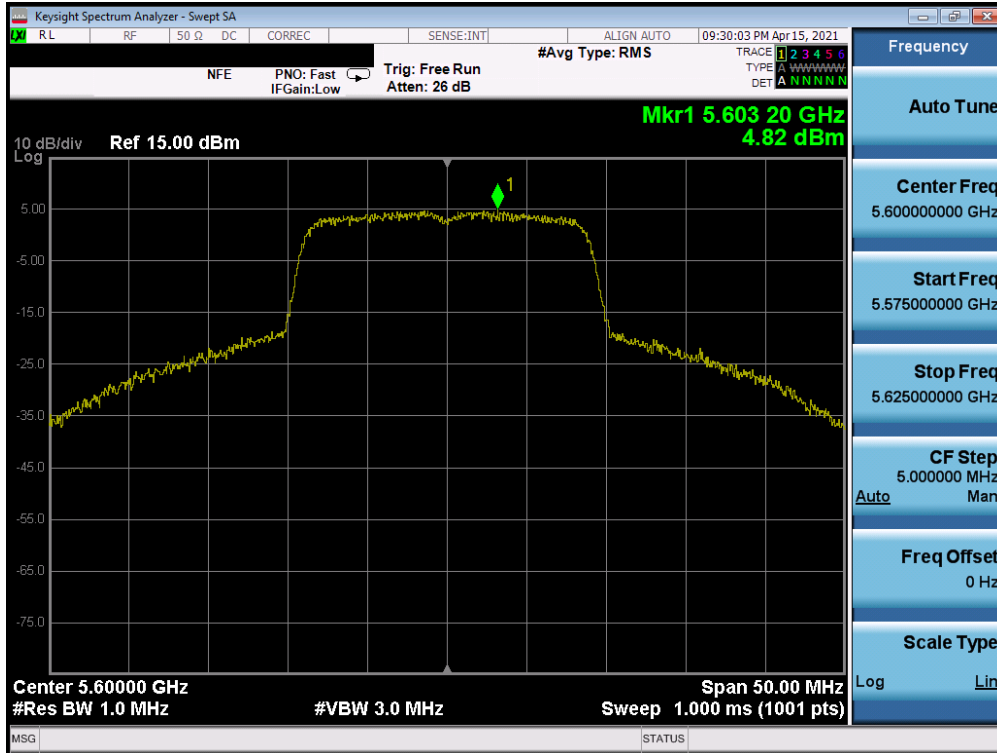 Keysight Spectrum Analyzer - Swept SA
LXI RL RF 50 Ω DC CORREC SENSE:INT ALIGN AUTO 09:30:03 PM Apr 15, 2021
NFE PNO: Fast IFGain:Low Trig: Free Run Atten: 26 dB #Avg Type: RMS
TRACE 1 2 3 4 5 6
TYPE A WWWWW
DET A N N N N N
Mkr1 5.603 20 GHz
4.82 dBm
10 dB/div Ref 15.00 dBm
Log
1
5.00
-5.00
-15.0
-25.0
-35.0
-45.0
-55.0
-65.0
-75.0
Center 5.60000 GHz Span 50.00 MHz
#Res BW 1.0 MHz #VBW 3.0 MHz Sweep 1.000 ms (1001 pts)
MSG STATUS
Frequency
Auto Tune
Center Freq
5.600000000 GHz
Start Freq
5.575000000 GHz
Stop Freq
5.625000000 GHz
CF Step
5.000000 MHz
Auto Man
Freq Offset
0 Hz
Scale Type
Log Lin